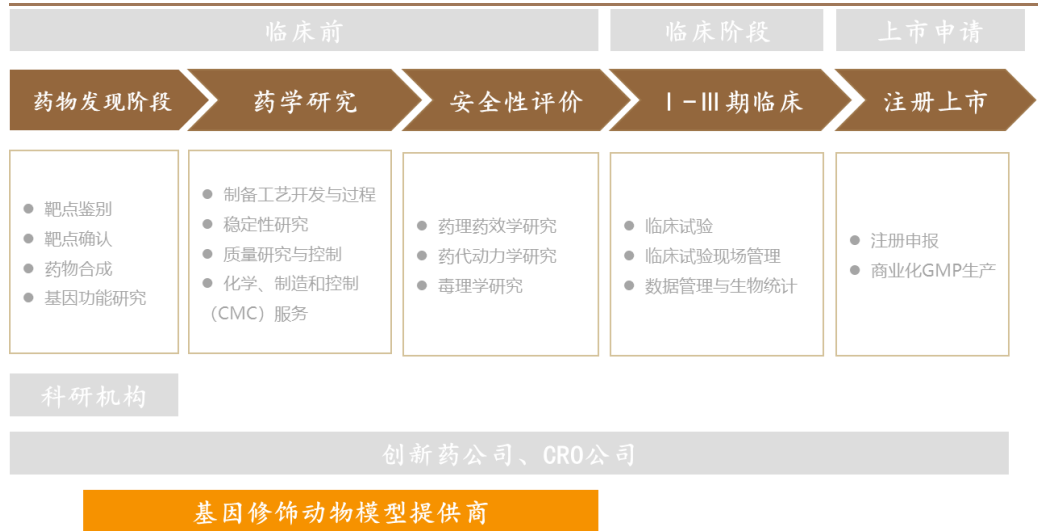 临床前
临床阶段
上市申请
药物发现阶段
药学研究
安全性评价
Ⅰ-Ⅲ期临床
注册上市
● 靶点鉴别
● 靶点确认
● 药物合成
● 基因功能研究
● 制备工艺开发与过程
● 稳定性研究
● 质量研究与控制
● 化学、制造和控制
（CMC）服务
● 药理药效学研究
● 药代动力学研究
● 毒理学研究
● 临床试验
● 临床试验现场管理
● 数据管理与生物统计
● 注册申报
● 商业化GMP生产
科研机构
创新药公司、CRO公司
基因修饰动物模型提供商